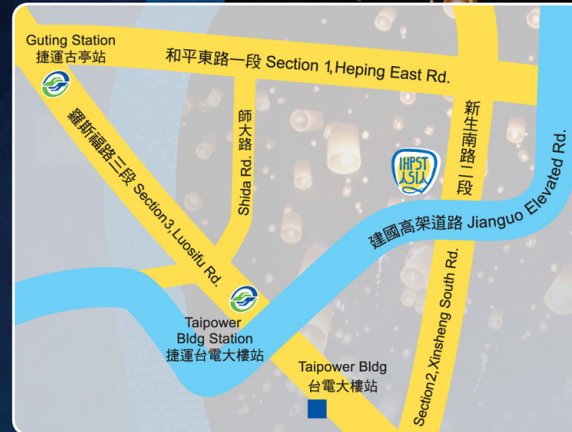 Guting Station
捷運古亭站
和平東路一段 Section 1,Heping East Rd.
新生南路二段
師大路
Shida Rd.
羅斯福路三段 Section3,Luosifu Rd.
IHPST
ASIA
建國高架道路 Jianguo Elevated Rd.
Section2,Xinsheng South Rd.
Taipower
Bldg Station
捷運台電大樓站
Taipower Bldg
台電大樓站